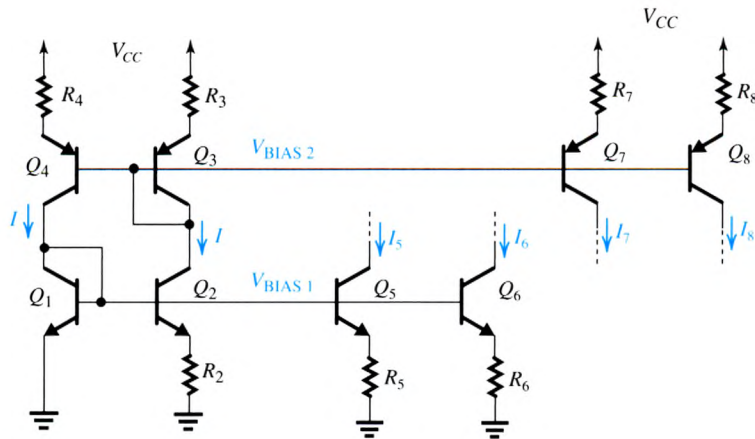 V_CC
V_CC
R_4
R_3
R_7
R_8
Q_4
Q_3
V_BIAS 2
Q_7
Q_8
I
I
I_5
I_6
I_7
I_8
Q_1
Q_2
V_BIAS 1
Q_5
Q_6
R_2
R_5
R_6